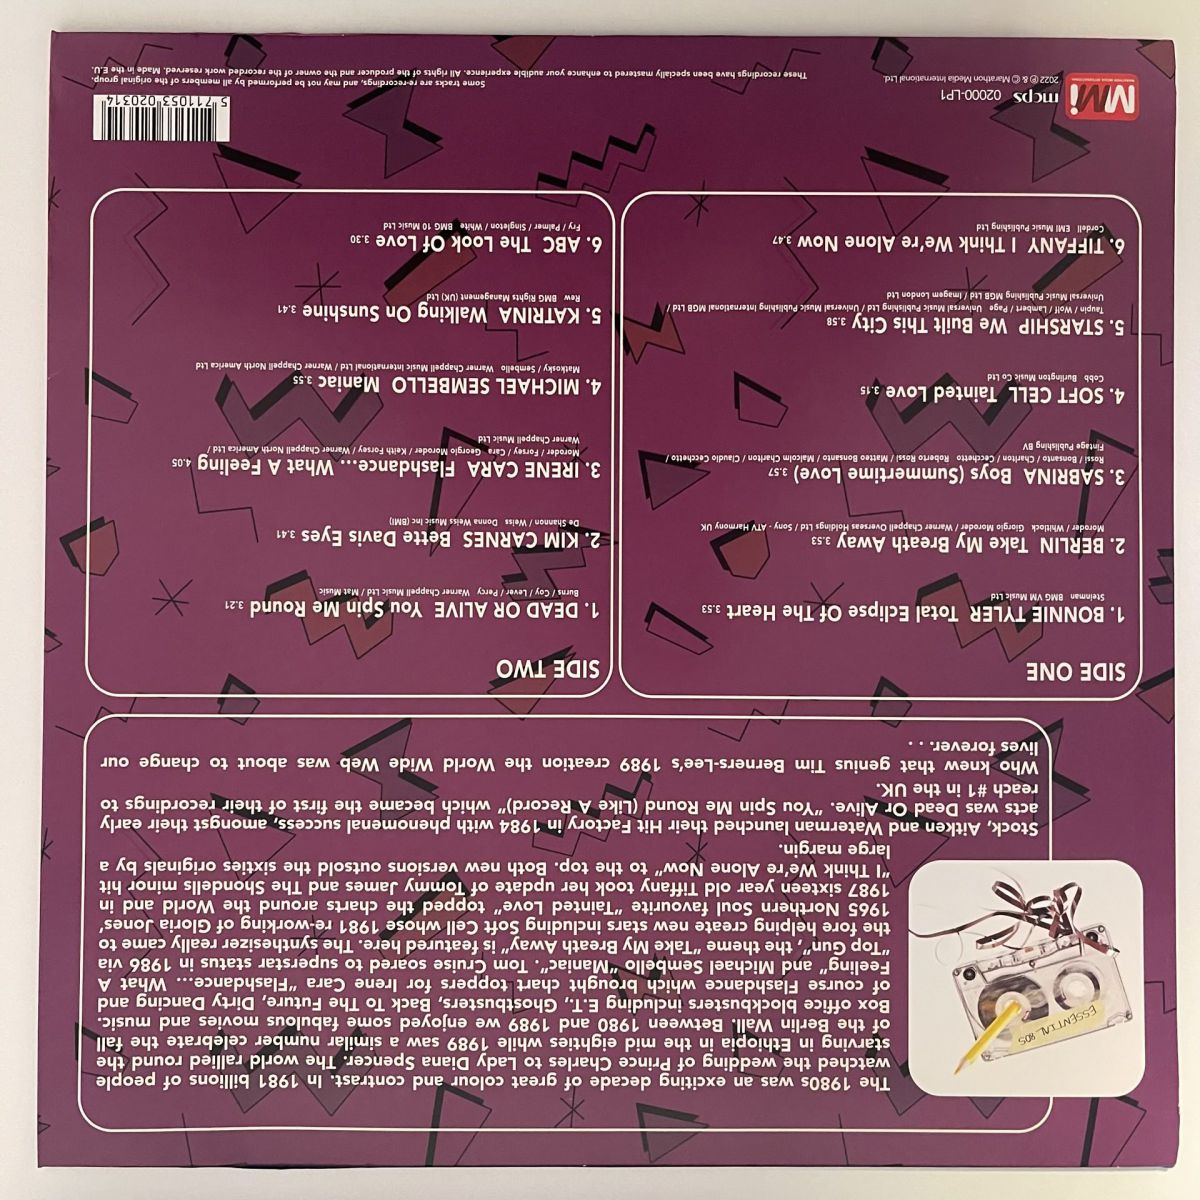 ESSENTIAL 80S
The 1980s was an exciting decade of great colour and contrast. In 1981 billions of people
watched the wedding of Prince Charles to Lady Diana Spencer. The world rallied round the
starving in Ethiopia in the mid eighties while 1989 saw a similar number celebrate the fall
of the Berlin Wall. Between 1980 and 1989 we enjoyed some fabulous movies and music.
Box office blockbusters including E.T., Ghostbusters, Back To The Future, Dirty Dancing and
of course Flashdance which brought chart toppers for Irene Cara "Flashdance... What A
Feeling" and Michael Sembello "Maniac". Tom Cruise soared to superstar status in 1986 via
"Top Gun", the theme "Take My Breath Away" is featured here. The synthesizer really came to
the fore helping create new stars including Soft Cell whose 1981 re-working of Gloria Jones'
1965 Northern Soul favourite "Tainted Love" topped the charts around the World and in
1987 sixteen year old Tiffany took her update of Tommy James and The Shondells minor hit
"I Think We're Alone Now" to the top. Both new versions outsold the sixties originals by a
large margin.
Stock, Aitken and Waterman launched their Hit Factory in 1984 with phenomenal success, amongst their early
acts was Dead Or Alive. "You Spin Me Round (Like A Record)" which became the first of their recordings to
reach #1 in the UK.
Who knew that genius Tim Berners-Lee's 1989 creation the World Wide Web was about to change our
lives forever. . .
SIDE ONE
1. BONNIE TYLER Total Eclipse Of The Heart 3.53
Steinman BMG VM Music Ltd
2. BERLIN Take My Breath Away 3.53
Moroder / Whitlock Giorgio Moroder / Warner Chappell Overseas Holdings Ltd / Sony - ATV Harmony UK
3. SABRINA Boys (Summertime Love) 3.57
Rossi / Bonsanto / Charlton / Cecchetto Roberto Rossi / Matteo Bonsanto / Malcolm Charlton / Claudio Cecchetto /
Fintage Publishing BV
4. SOFT CELL Tainted Love 3.15
Cobb Burlington Music Co Ltd
5. STARSHIP We Built This City 3.58
Taupin / Wolf / Lambert / Page Universal Music Publishing Ltd / Universal Music Publishing International MGB Ltd /
Universal Music Publishing MGB Ltd / Imagem London Ltd
6. TIFFANY I Think We're Alone Now 3.47
Cordell EMI Music Publishing Ltd
SIDE TWO
1. DEAD OR ALIVE You Spin Me Round 3.21
Burns / Coy / Lever / Percy Warner Chappell Music Ltd / Mat Music
2. KIM CARNES Bette Davis Eyes 3.41
De Shannon / Weiss Donna Weiss Music Inc (BMI)
3. IRENE CARA Flashdance.... What A Feeling 4.05
Moroder / Forsey / Cara Georgio Moroder / Keith Forsey / Warner Chappell North America Ltd /
Warner Chappell Music Ltd
4. MICHAEL SEMBELLO Maniac 3.55
Matkosky / Sembello Warner Chappell Music International Ltd / Warner Chappell North America Ltd
5. KATRINA Walking On Sunshine 3.41
Rew BMG Rights Management (UK) Ltd
6. ABC The Look Of Love 3.30
Fry / Palmer / Singleton / White BMG 10 Music Ltd
MMi
MARATHON MEDIA INTERNATIONAL
mcps 02000-LP1
2022 ℗ & © Marathon Media International Ltd.
5 711053 020314
Some tracks are re-recordings, and may not be performed by all members of the original group.
These recordings have been specially mastered to enhance your audible experience. All rights of the producer and the owner of the recorded work reserved. Made in the E.U.